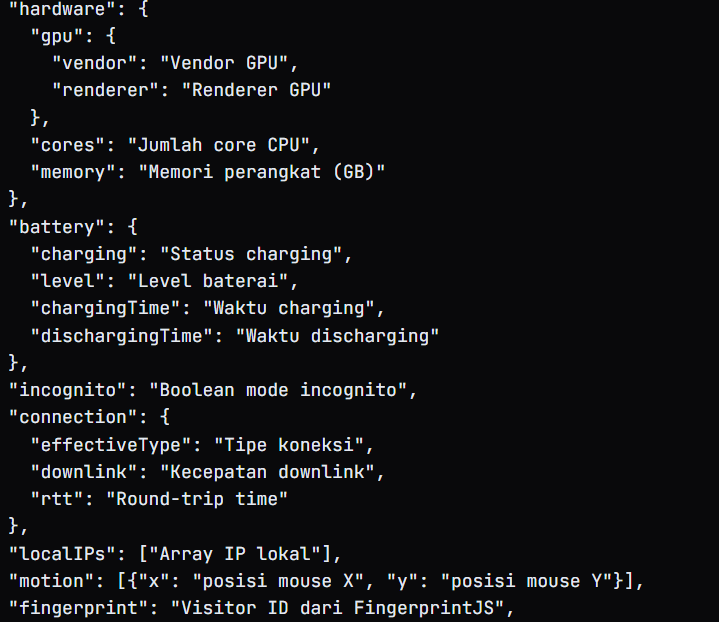 "hardware": {
"gpu": {
"vendor": "Vendor GPU",
"renderer": "Renderer GPU"
},
"cores": "Jumlah core CPU",
"memory": "Memori perangkat (GB)"
},
"battery": {
"charging": "Status charging",
"level": "Level baterai",
"chargingTime": "Waktu charging",
"dischargingTime": "Waktu discharging"
},
"incognito": "Boolean mode incognito",
"connection": {
"effectiveType": "Tipe koneksi",
"downlink": "Kecepatan downlink",
"rtt": "Round-trip time"
},
"localIPs": ["Array IP lokal"],
"motion": [{"x": "posisi mouse X", "y": "posisi mouse Y"}],
"fingerprint": "Visitor ID dari FingerprintJS",